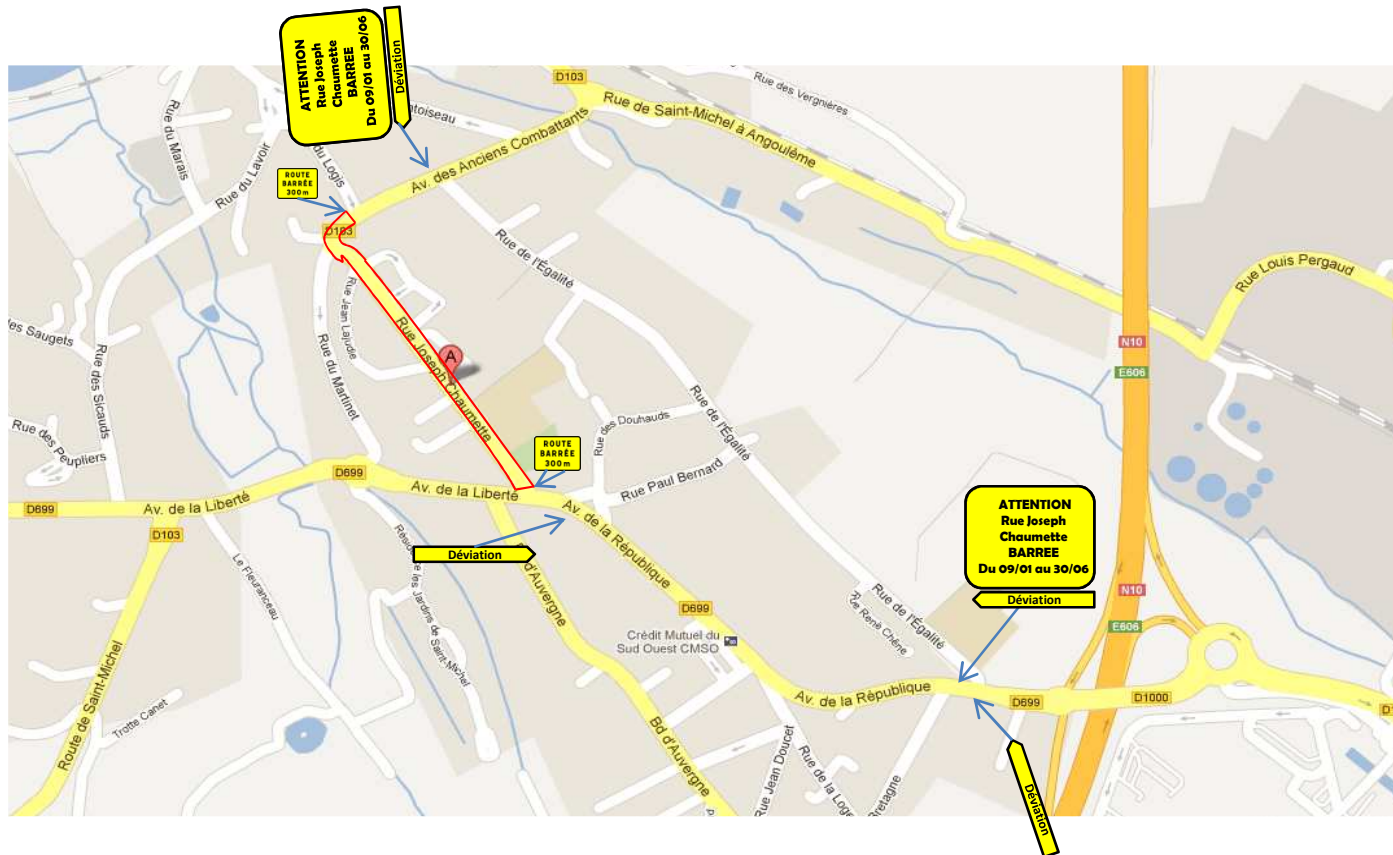 ATTENTION
Rue Joseph
Chaumette
BARREE
Du 09/01 au 30/06
Déviation
D103
Rue des Vergnières
Rue de Saint-Michel à Angoulême
Rue du Marais
Rue du Lavoir
du Logis
ntoiseau
Av. des Anciens Combattants
ROUTE
BARRÉE
300m
D103
Rue de l'Égalité
Rue Louis Pergaud
Rue Jean Lajudie
Rue Joseph Chaumette
A
N10
E606
des Saugets
Rue des Sicauds
Rue du Martinet
Rue des Peupliers
Rue des Douhauds
Rue de l'Égalité
ROUTE
BARRÉE
300m
Rue Paul Bernard
D699
D699
Av. de la Liberté
Av. de la Liberté
D103
Av. de la République
Déviation
ATTENTION
Rue Joseph
Chaumette
BARREE
Du 09/01 au 30/06
Déviation
Le Fleuranceau
Résidence les Jardins de Saint-Michel
Bd d'Auvergne
D699
Rue de l'Égalité
Rue René Chêne
N10
E606
Crédit Mutuel du
Sud Ouest CMSO
Route de Saint-Michel
Trotte Canet
Av. de la République
D699
D1000
Bd d'Auvergne
Rue Jean Doucet
Rue de la Loge
Bretagne
Déviation